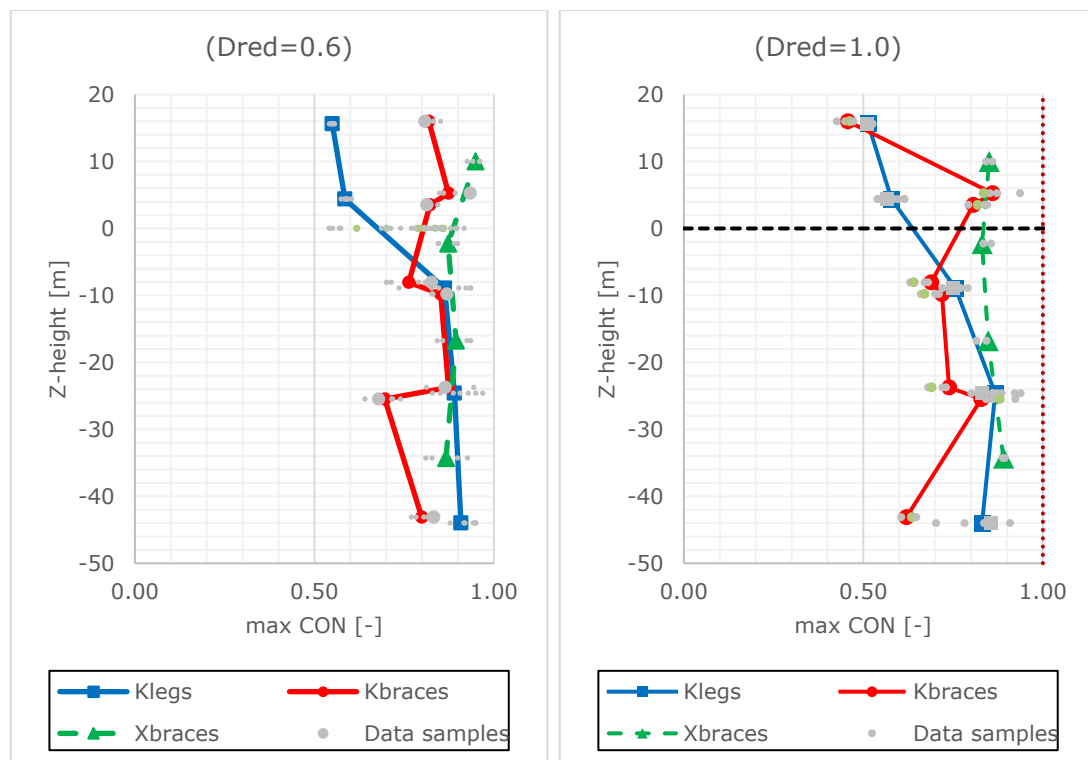 (Dred=0.6)
20
10
0
-10
-20
-30
-40
-50
Z-height [m]
0.00 0.50 1.00
max CON [-]
Klegs Kbraces
Xbraces Data samples
(Dred=1.0)
20
10
0
-10
-20
-30
-40
-50
Z-height [m]
0.00 0.50 1.00
max CON [-]
Klegs Kbraces
Xbraces Data samples